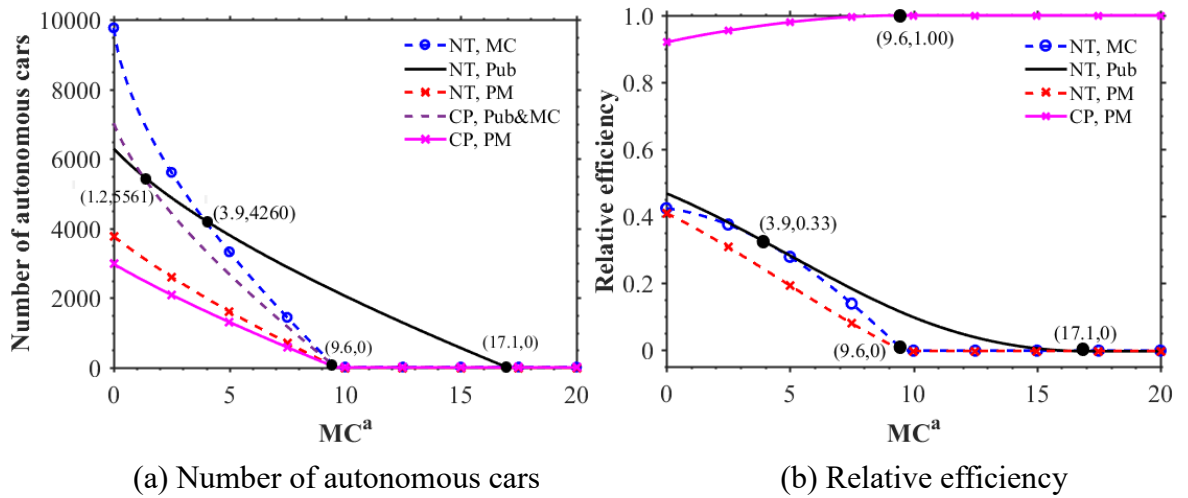 10000
8000
6000
4000
2000
0
0
5
10
15
20
Number of autonomous cars
MCᵃ
NT, MC
NT, Pub
NT, PM
CP, Pub&MC
CP, PM
(1.2,5561)
(3.9,4260)
(9.6,0)
(17.1,0)
(a) Number of autonomous cars
1.0
0.8
0.6
0.4
0.2
0
0
5
10
15
20
Relative efficiency
MCᵃ
(9.6,1.00)
NT, MC
NT, Pub
NT, PM
CP, PM
(3.9,0.33)
(9.6,0)
(17.1,0)
(b) Relative efficiency